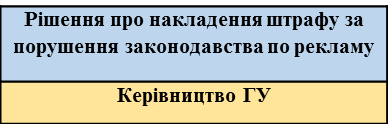 Рішення про накладення штрафу за
порушення законодавства по рекламу
Керівництво ГУ